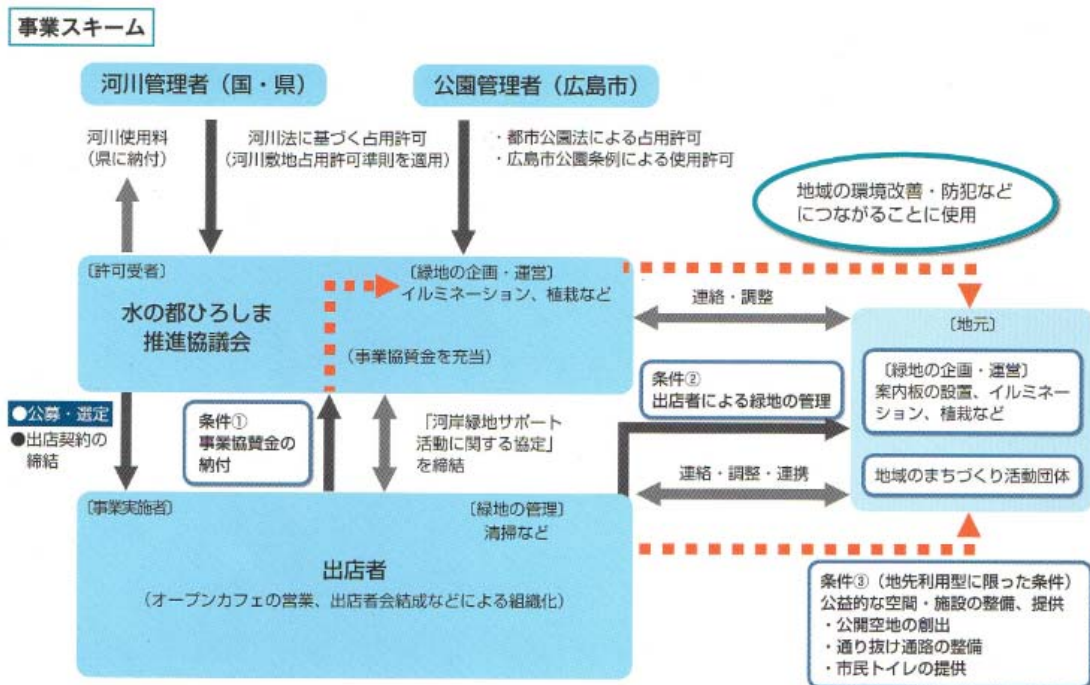 事業スキーム
河川管理者（国・県）
公園管理者（広島市）
河川使用料
（県に納付）
河川法に基づく占用許可
（河川敷地占用許可準則を適用）
・都市公園法による占用許可
・広島市公園条例による使用許可
地域の環境改善・防犯など
につながることに使用
〔許可受者〕
水の都ひろしま
推進協議会
〔緑地の企画・運営〕
イルミネーション、植栽など
（事業協賛金を充当）
連絡・調整
〔地元〕
〔緑地の企画・運営〕
案内板の設置、イルミネー
ション、植栽など
地域のまちづくり活動団体
●公募・選定
●出店契約の
締結
条件①
事業協賛金の
納付
「河岸緑地サポート
活動に関する協定」
を締結
条件②
出店者による緑地の管理
連絡・調整・連携
〔事業実施者〕
〔緑地の管理〕
清掃など
出店者
（オープンカフェの営業、出店者会結成などによる組織化）
条件③（地先利用型に限った条件）
公益的な空間・施設の整備、提供
・公開空地の創出
・通り抜け通路の整備
・市民トイレの提供